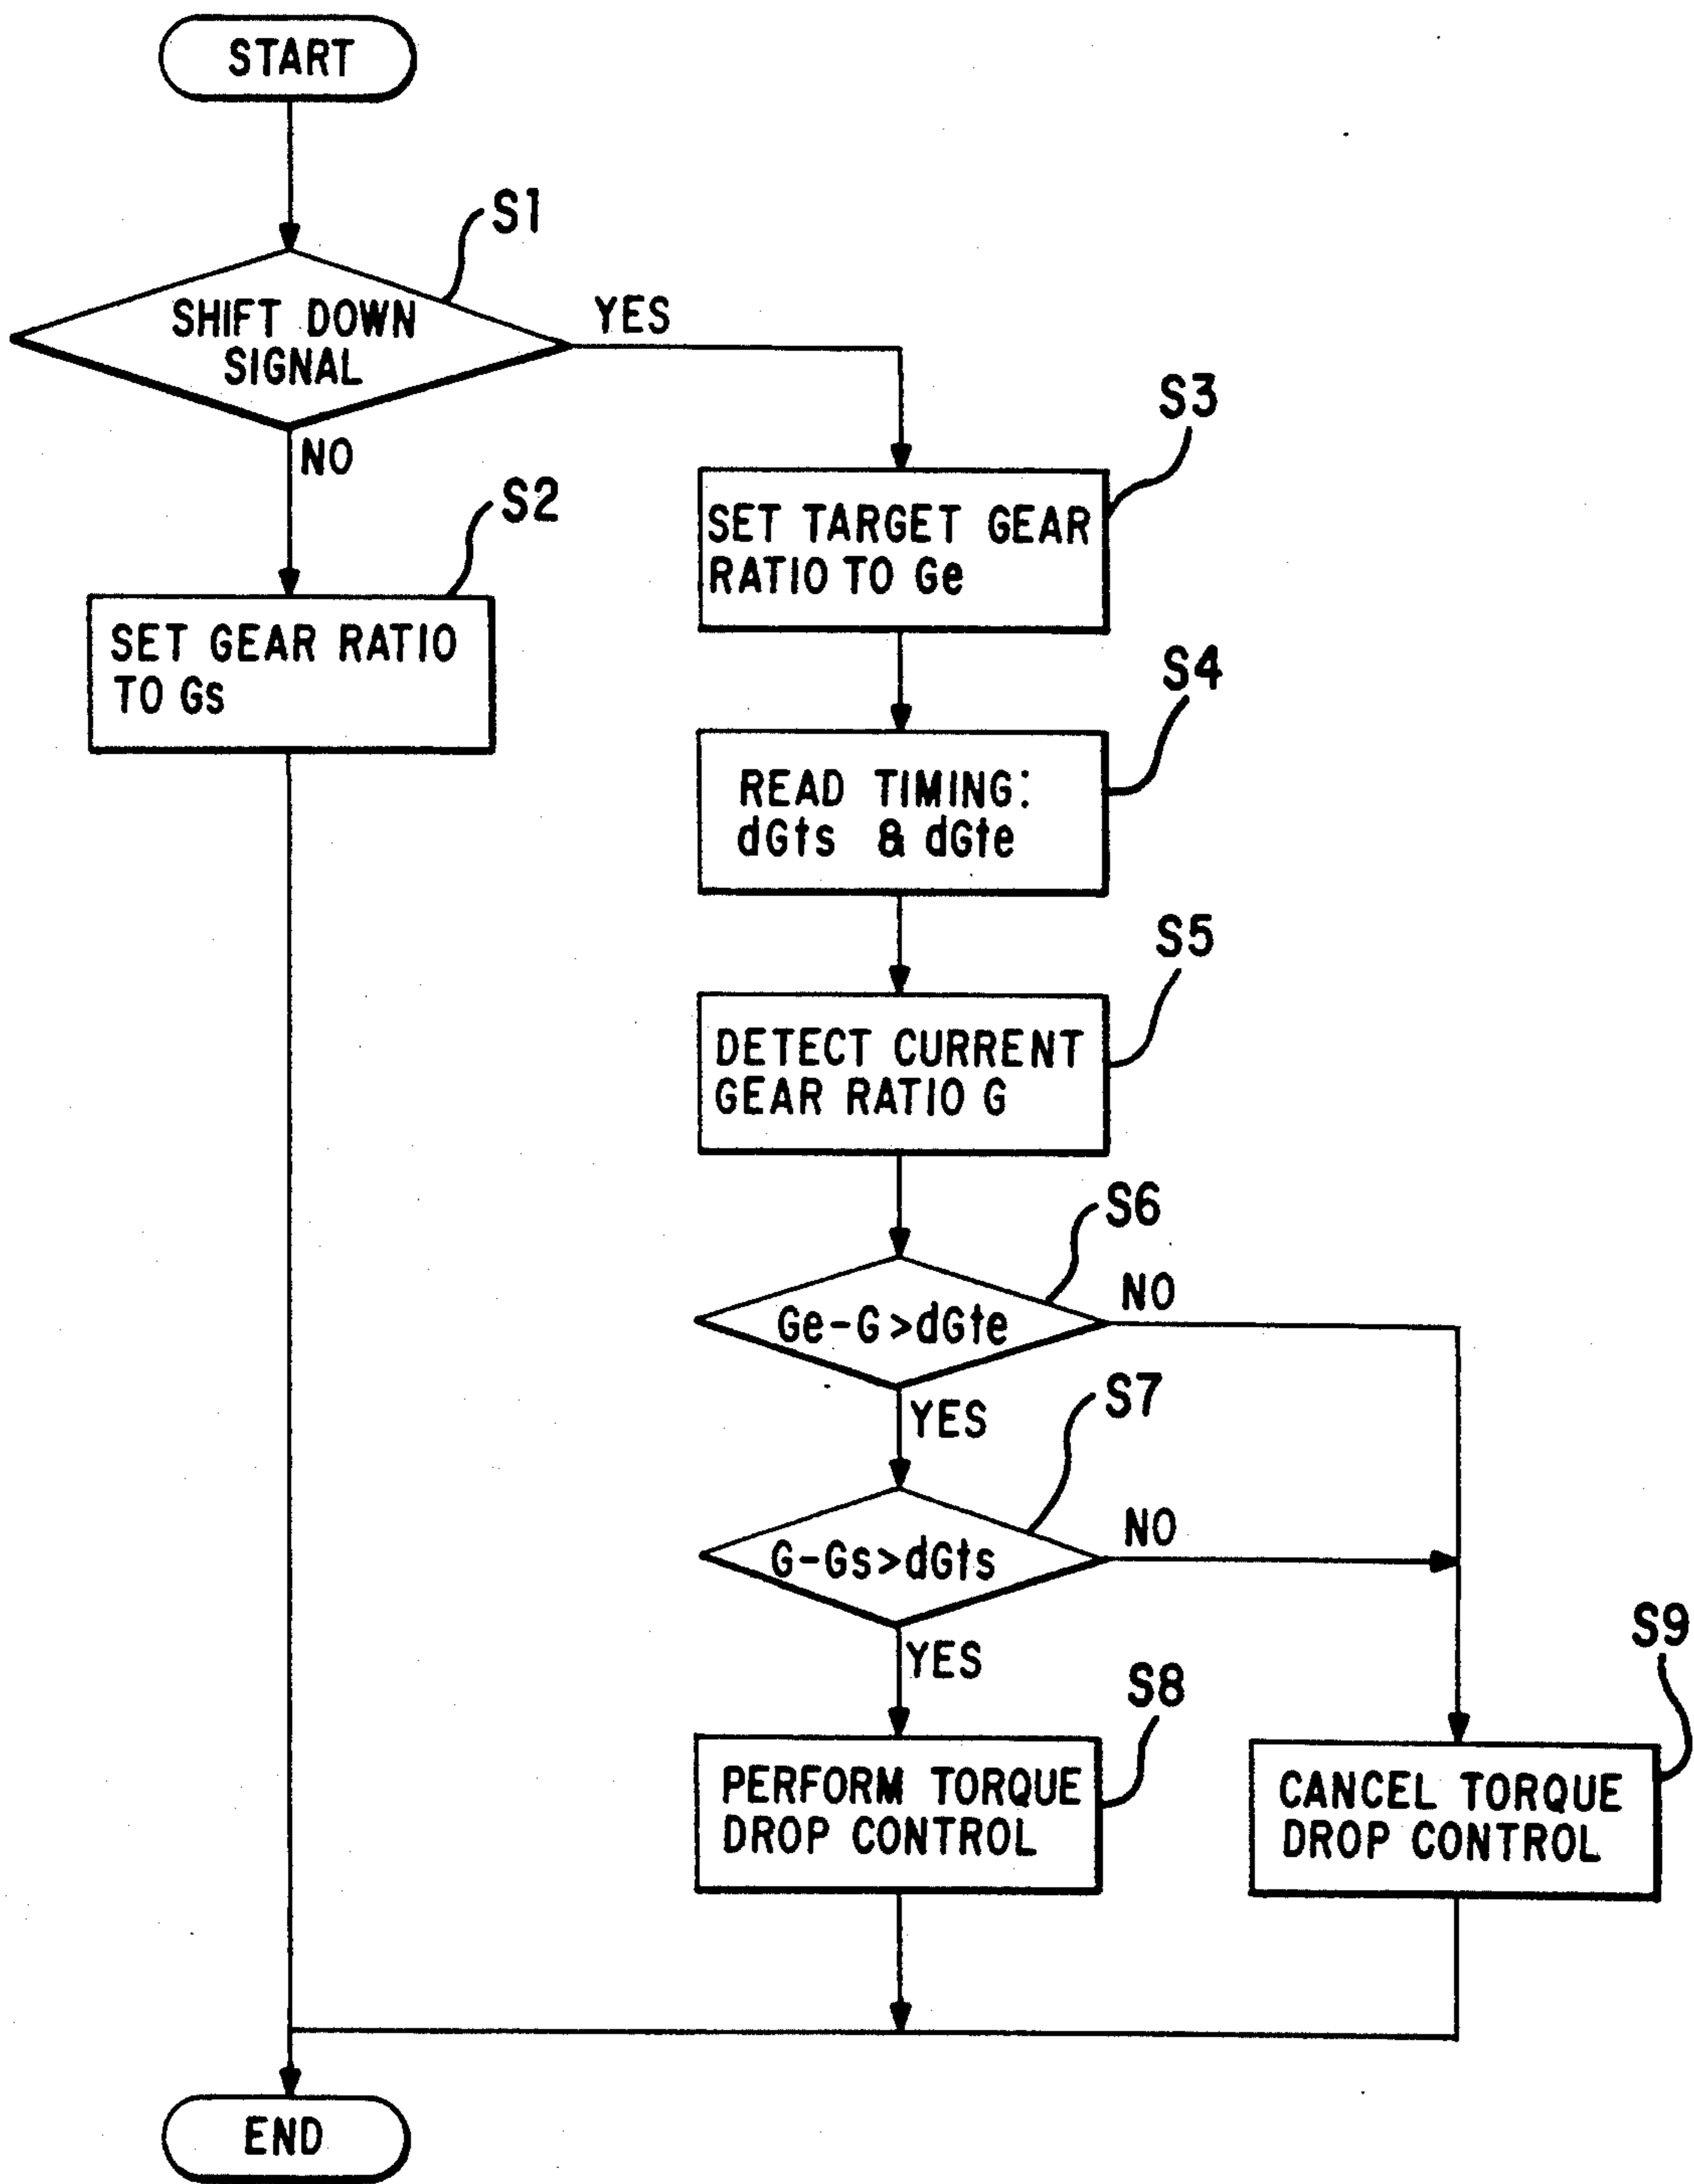 START
S1
SHIFT DOWN
SIGNAL
YES
NO
S2
SET GEAR RATIO
TO Gs
S3
SET TARGET GEAR
RATIO TO Ge
S4
READ TIMING:
dGts & dGte
S5
DETECT CURRENT
GEAR RATIO G
S6
Ge-G>dGte
NO
YES
S7
G-Gs>dGts
NO
YES
S8
PERFORM TORQUE
DROP CONTROL
S9
CANCEL TORQUE
DROP CONTROL
END